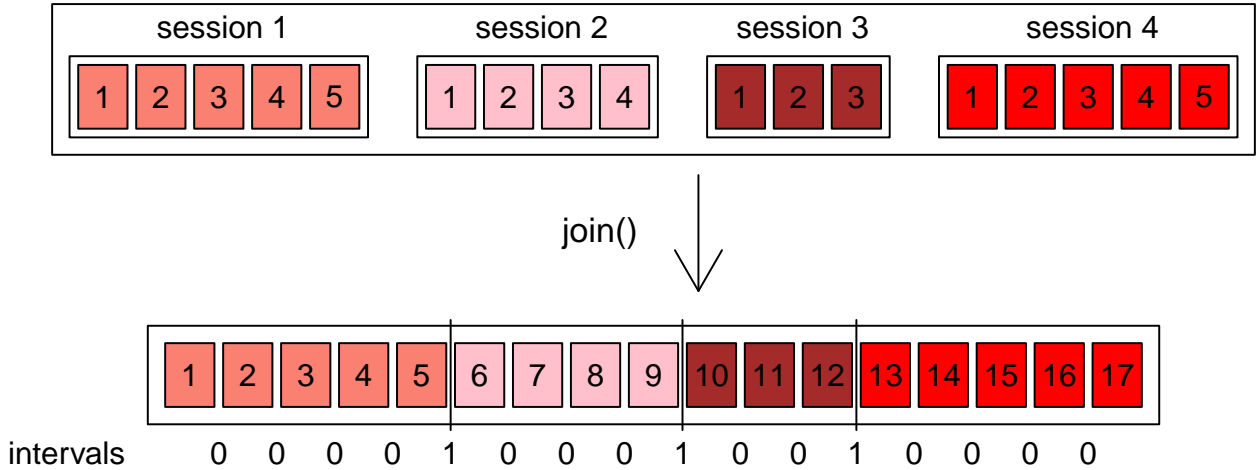 session 1 session 2 session 3 session 4
1 2 3 4 5 1 2 3 4 1 2 3 1 2 3 4 5
join()
1 2 3 4 5 6 7 8 9 10 11 12 13 14 15 16 17
intervals 0 0 0 0 1 0 0 0 1 0 0 1 0 0 0 0